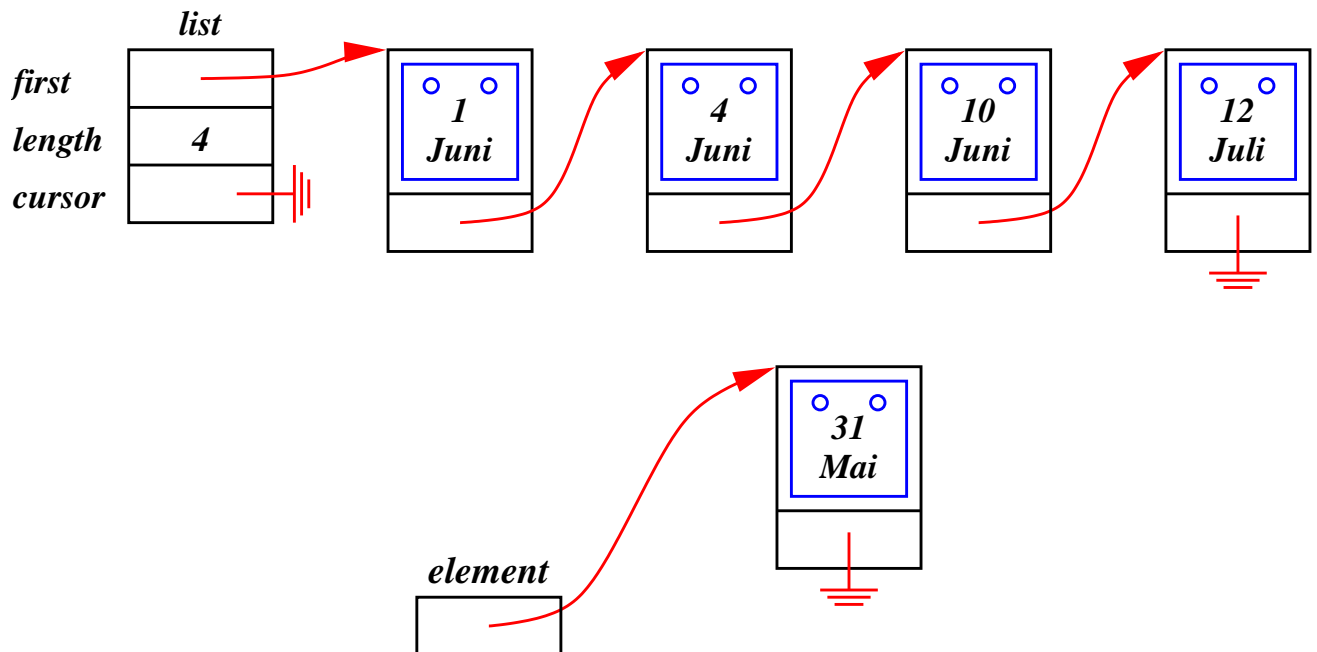 list
first
length
cursor
4
1
Juni
4
Juni
10
Juni
12
Juli
31
Mai
element